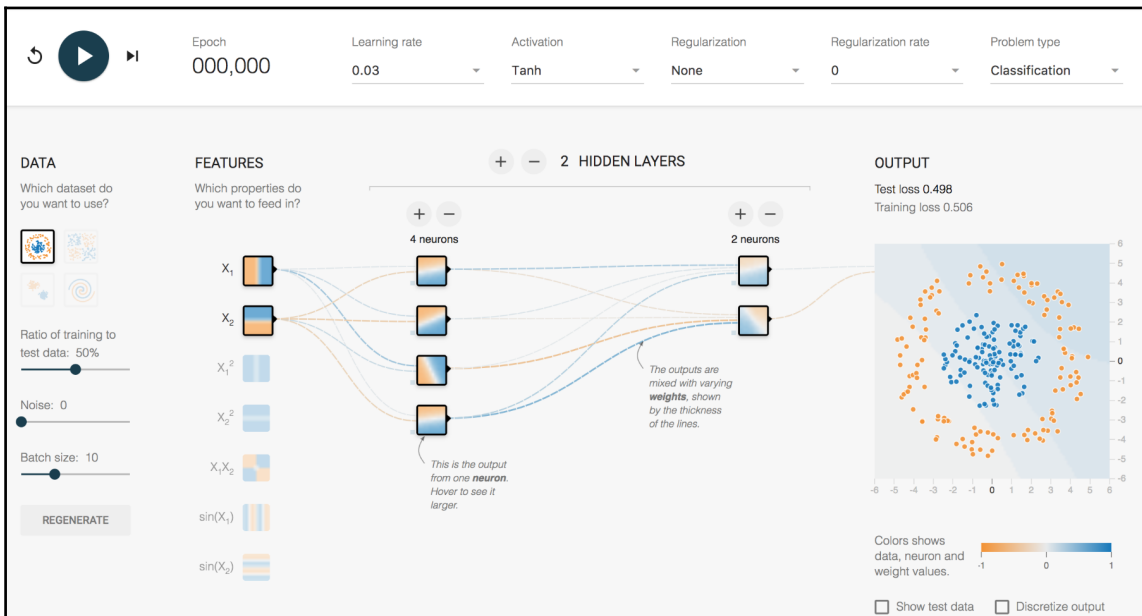 Epoch
000,000
Learning rate
0.03
Activation
Tanh
Regularization
None
Regularization rate
0
Problem type
Classification
DATA
Which dataset do
you want to use?
Ratio of training to
test data: 50%
Noise: 0
Batch size: 10
REGENERATE
FEATURES
Which properties do
you want to feed in?
X₁
X₂
X₁²
X₂²
X₁X₂
sin(X₁)
sin(X₂)
+ − 2 HIDDEN LAYERS
+ −
4 neurons
+ −
2 neurons
This is the output
from one neuron.
Hover to see it
larger.
The outputs are
mixed with varying
weights, shown
by the thickness
of the lines.
OUTPUT
Test loss 0.498
Training loss 0.506
6
5
4
3
2
1
0
-1
-2
-3
-4
-5
-6
-6 -5 -4 -3 -2 -1 0 1 2 3 4 5 6
Colors shows
data, neuron and
weight values.
-1 0 1
Show test data
Discretize output